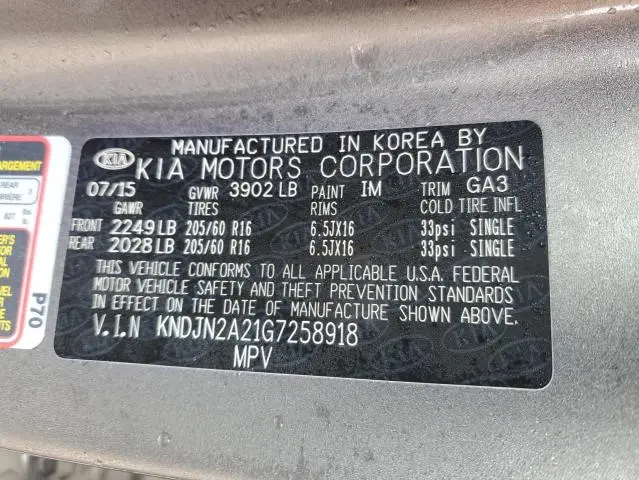 MANUFACTURED IN KOREA BY
KIA KIA MOTORS CORPORATION
07/15 GVWR 3902 LB PAINT IM TRIM GA3
GAWR TIRES RIMS COLD TIRE INFL
FRONT 2249 LB 205/60 R16 6.5JX16 33psi SINGLE
REAR 2028 LB 205/60 R16 6.5JX16 33psi SINGLE
THIS VEHICLE CONFORMS TO ALL APPLICABLE U.S.A. FEDERAL
MOTOR VEHICLE SAFETY AND THEFT PREVENTION STANDARDS
IN EFFECT ON THE DATE OF MANUFACTURE SHOWN ABOVE.
V.I.N KNDJN2A21G7258918
MPV
ARGEMENT
REAR
P70